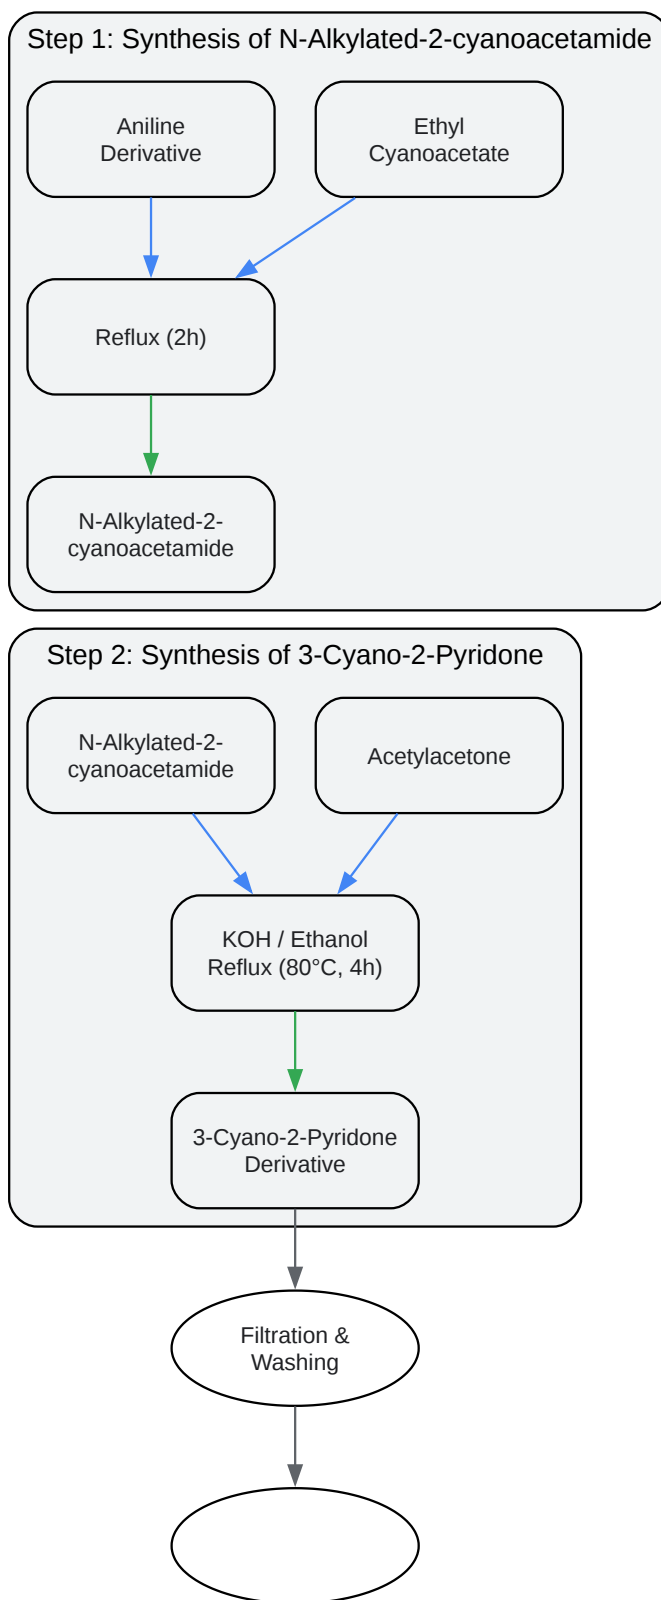 Step 1: Synthesis of N-Alkylated-2-cyanoacetamide
Aniline
Derivative
Ethyl
Cyanoacetate
Reflux (2h)
N-Alkylated-2-
cyanoacetamide
Step 2: Synthesis of 3-Cyano-2-Pyridone
N-Alkylated-2-
cyanoacetamide
Acetylacetone
KOH / Ethanol
Reflux (80°C, 4h)
3-Cyano-2-Pyridone
Derivative
Filtration &
Washing